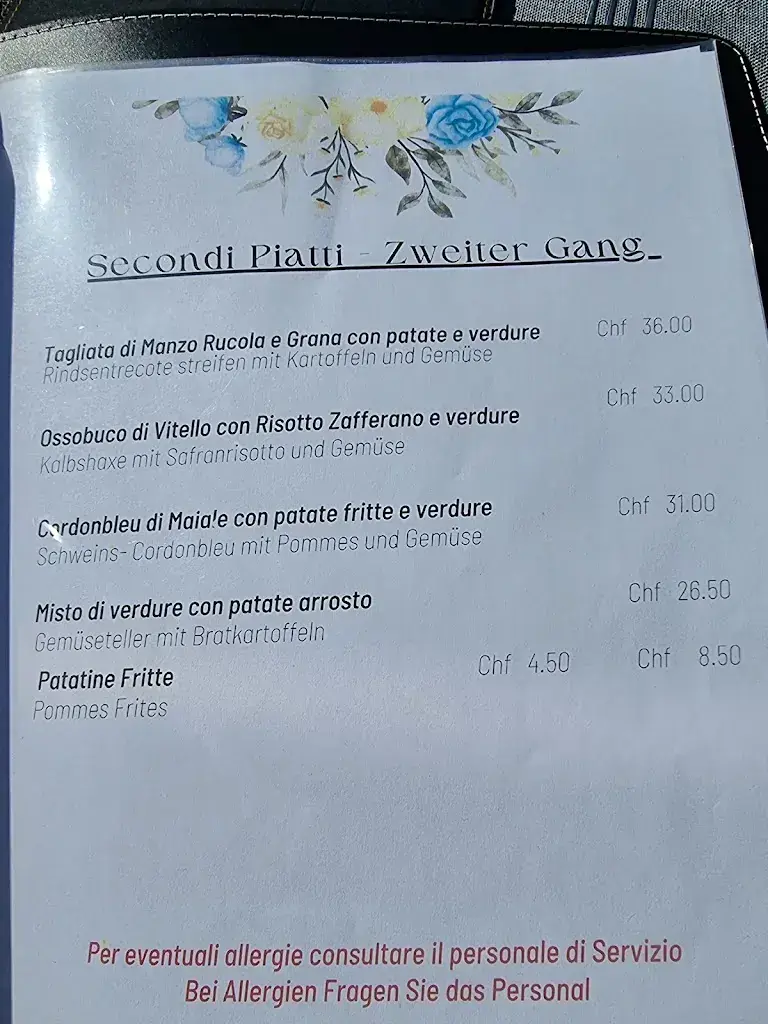 Secondi Piatti - Zweiter Gang
Tagliata di Manzo Rucola e Grana con patate e verdure Chf 36.00
Rindsentrecote streifen mit Kartoffeln und Gemüse
Ossobuco di Vitello con Risotto Zafferano e verdure Chf 33.00
Kalbshaxe mit Safranrisotto und Gemüse
Cordonbleu di Maiale con patate fritte e verdure Chf 31.00
Schweins- Cordonbleu mit Pommes und Gemüse
Misto di verdure con patate arrosto Chf 26.50
Gemüseteller mit Bratkartoffeln
Patatine Fritte Chf 4.50 Chf 8.50
Pommes Frites
Per eventuali allergie consultare il personale di Servizio
Bei Allergien Fragen Sie das Personal